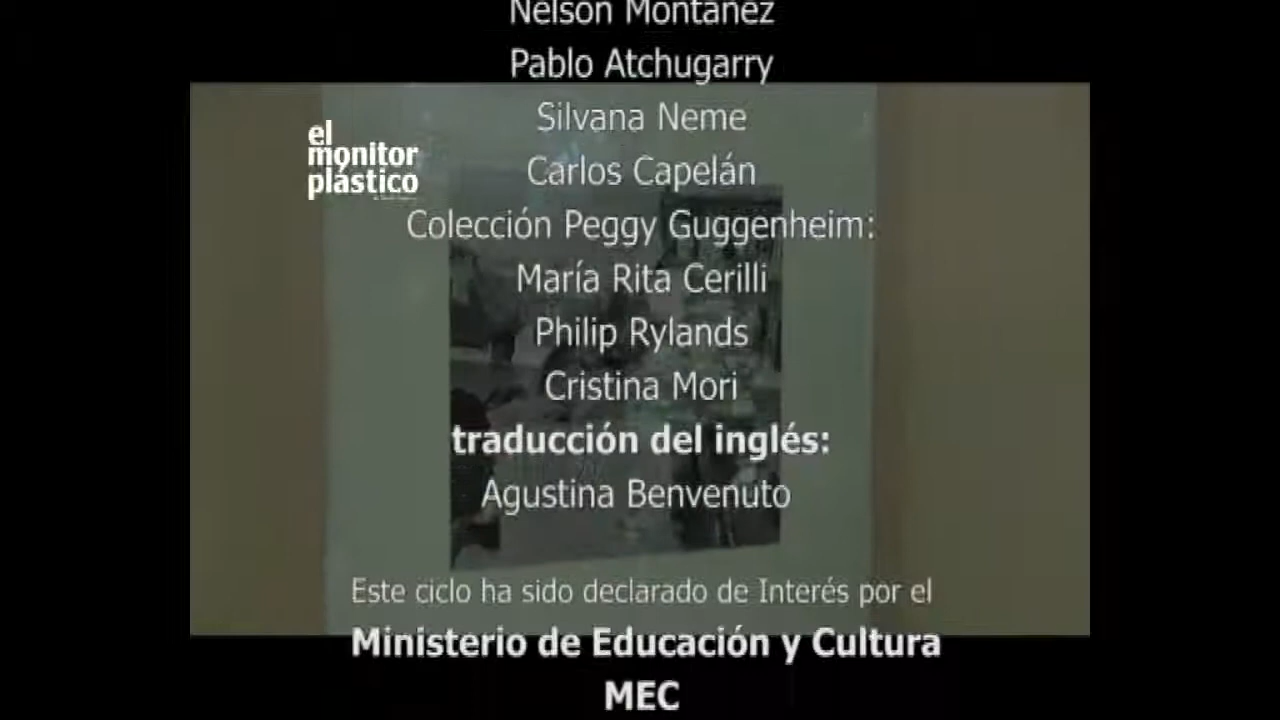 Nelson Montañez
Pablo Atchugarry
Silvana Neme
Carlos Capelán
Colección Peggy Guggenheim:
María Rita Cerilli
Philip Rylands
Cristina Mori
traducción del inglés:
Agustina Benvenuto
Este ciclo ha sido declarado de Interés por el
Ministerio de Educación y Cultura
MEC
el
monitor
plástico